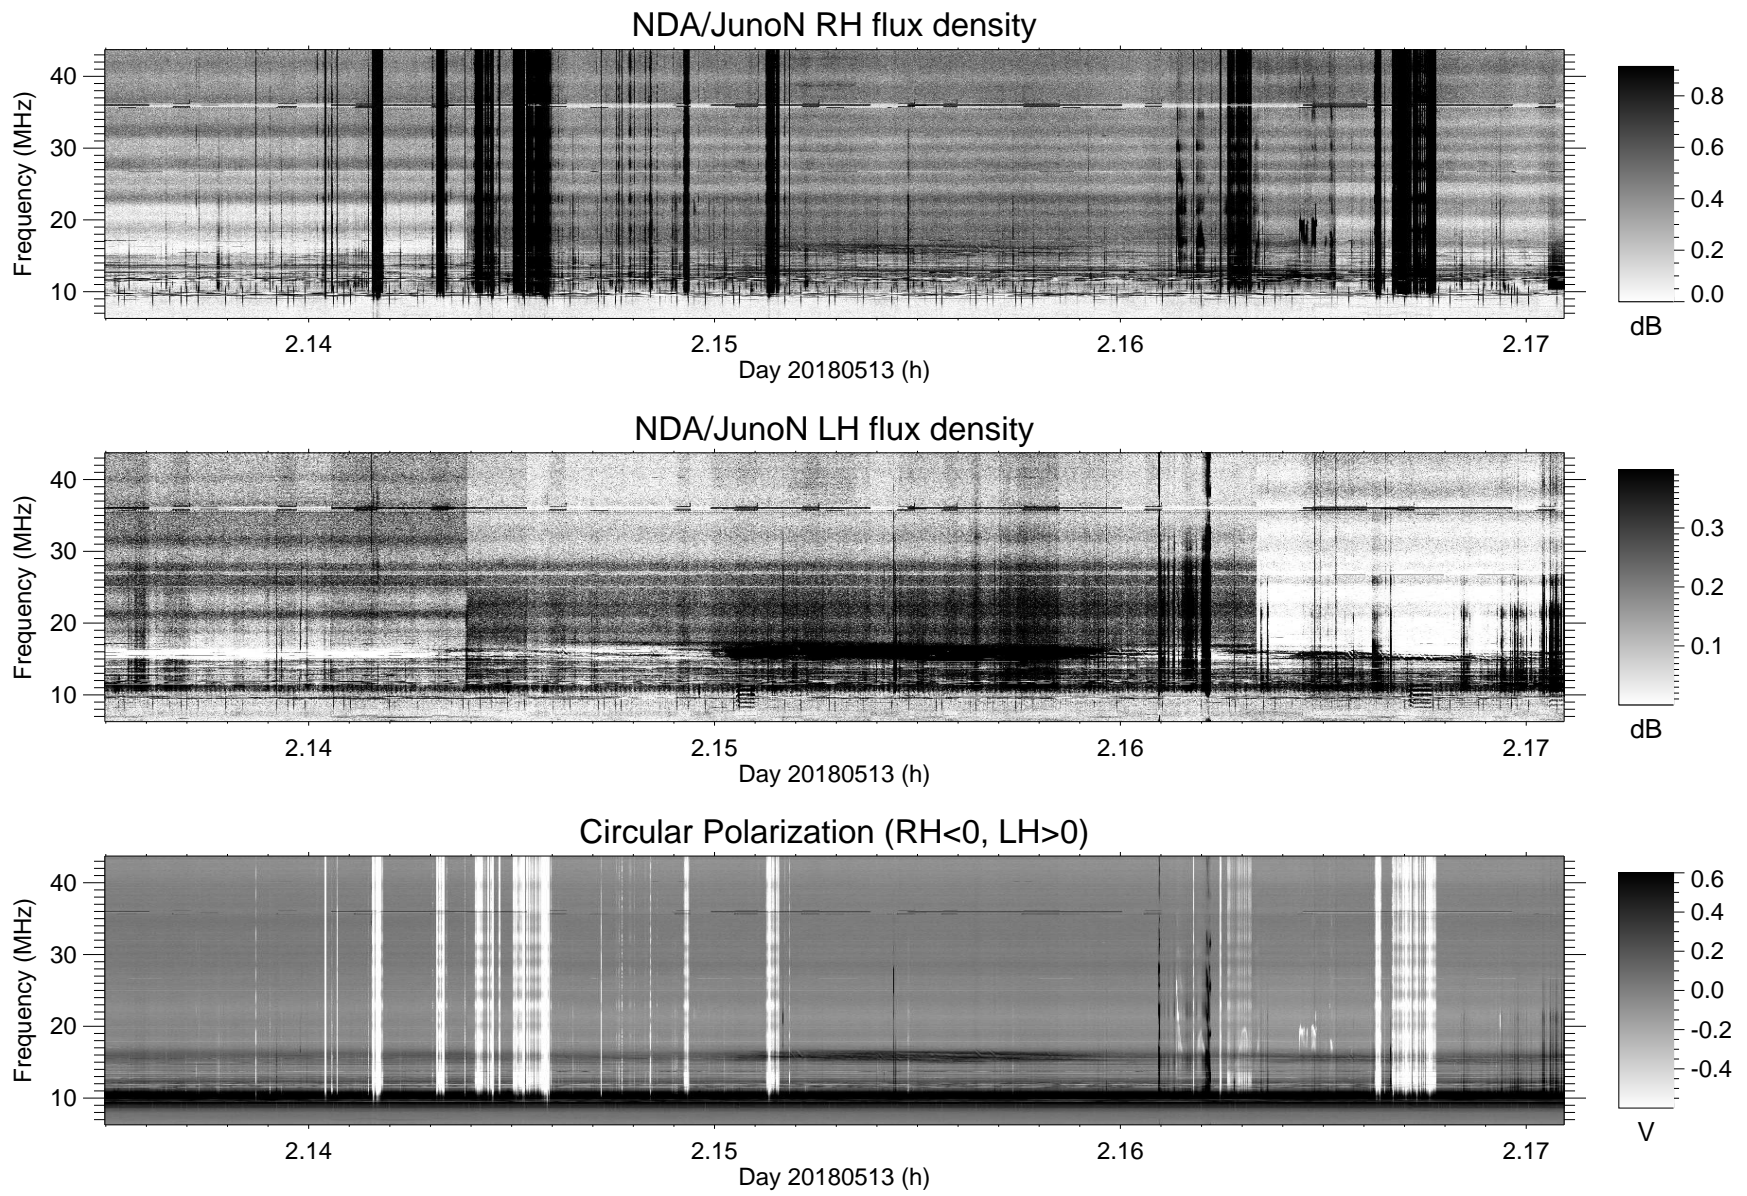 NDA/JunoN RH flux density
Frequency (MHz)
40
30
20
10
2.14 2.15 2.16 2.17
Day 20180513 (h)
0.8
0.6
0.4
0.2
0.0
dB
NDA/JunoN LH flux density
Frequency (MHz)
40
30
20
10
2.14 2.15 2.16 2.17
Day 20180513 (h)
0.3
0.2
0.1
dB
Circular Polarization (RH<0, LH>0)
Frequency (MHz)
40
30
20
10
2.14 2.15 2.16 2.17
Day 20180513 (h)
0.6
0.4
0.2
0.0
-0.2
-0.4
V